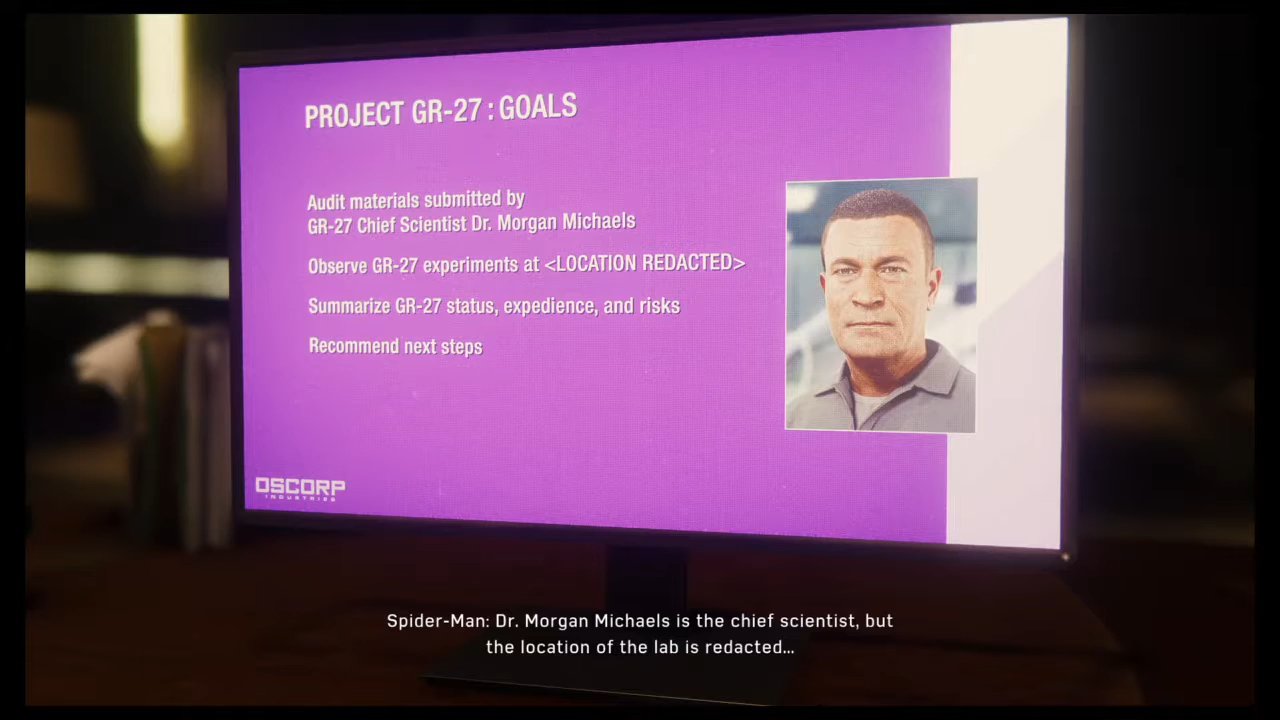 PROJECT GR-27 : GOALS
Audit materials submitted by
GR-27 Chief Scientist Dr. Morgan Michaels
Observe GR-27 experiments at <LOCATION REDACTED>
Summarize GR-27 status, expedience, and risks
Recommend next steps
OSCORP
INDUSTRIES
Spider-Man: Dr. Morgan Michaels is the chief scientist, but
the location of the lab is redacted...